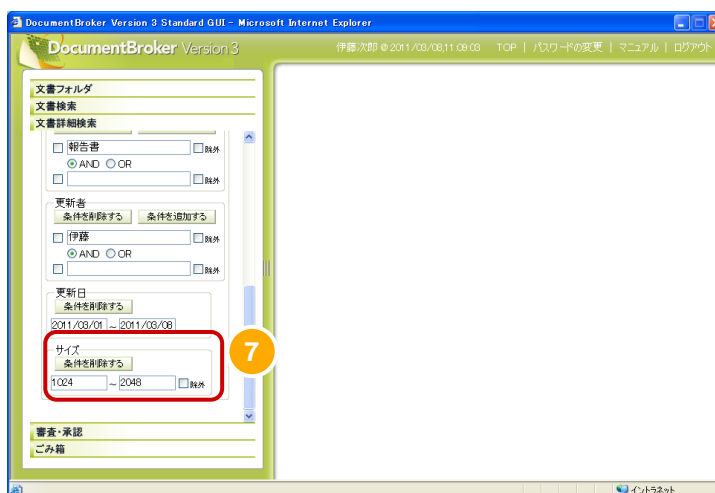 DocumentBroker Version 3 Standard GUI - Microsoft Internet Explorer
DocumentBroker Version 3
伊藤次郎 @ 2011/03/08,11:09:03 TOP | パスワードの変更 | マニュアル | ログアウト
文書フォルダ
文書検索
文書詳細検索
報告書 除外
AND OR
除外
更新者
条件を削除する 条件を追加する
伊藤 除外
AND OR
除外
更新日
条件を削除する
2011/03/01 ~ 2011/03/08
サイズ
条件を削除する
1024 ~ 2048 除外
7
審査・承認
ごみ箱
イントラネット